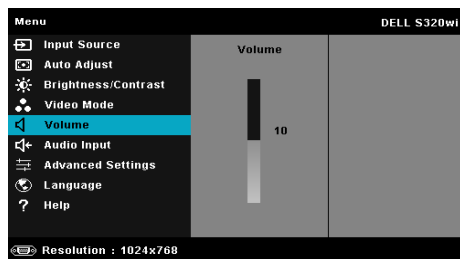 Menu
DELL S320wi
Input Source
Auto Adjust
Brightness/Contrast
Video Mode
Volume
Audio Input
Advanced Settings
Language
? Help
Volume
10
Resolution : 1024x768